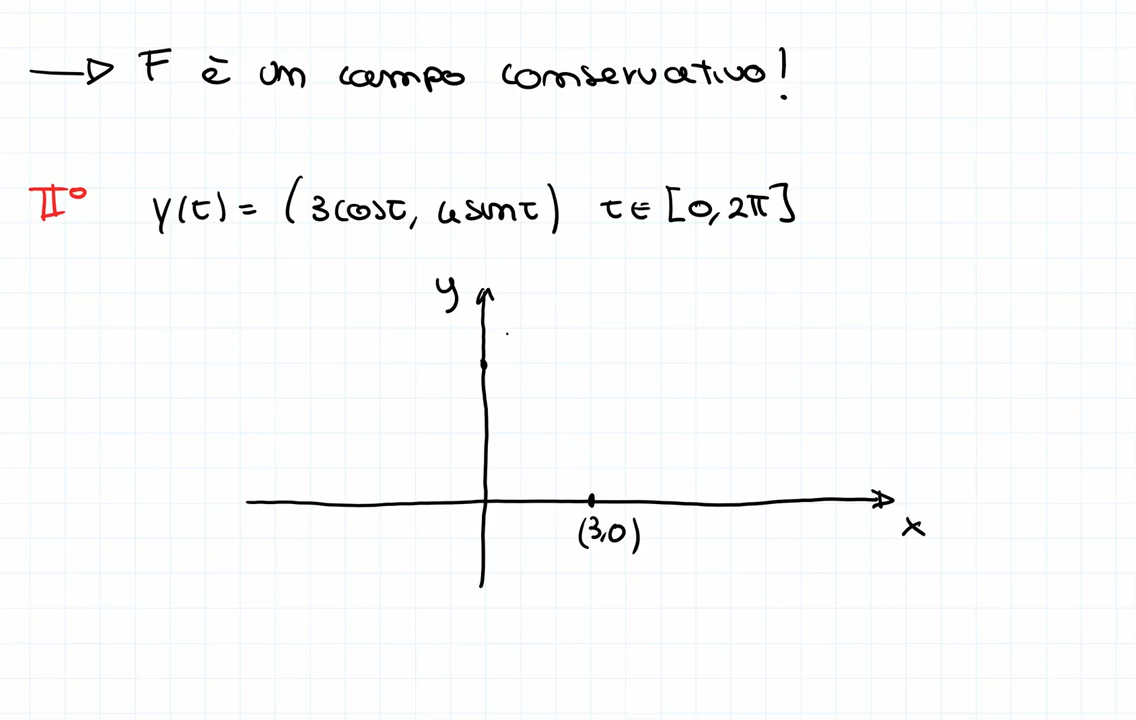 → F è un campo conservativo!
II° γ(t) = (3cost, 4sint) t∈[0,2π]
y
(3,0)
x